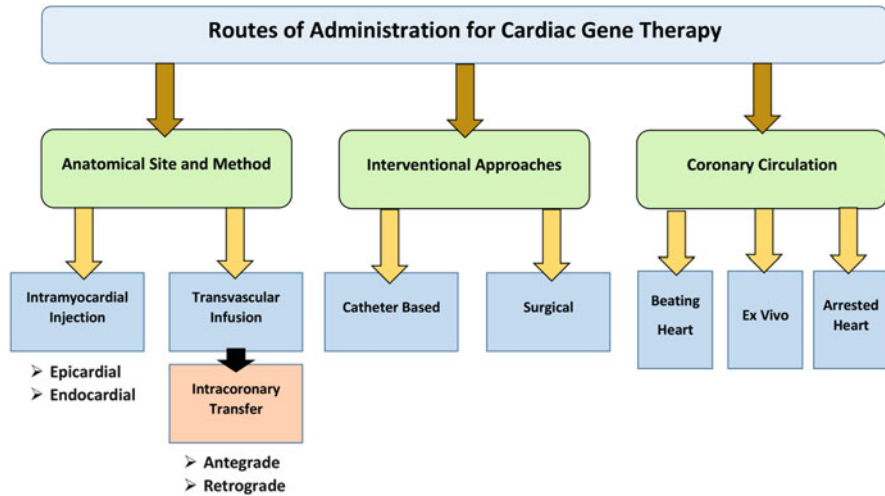 Routes of Administration for Cardiac Gene Therapy
Anatomical Site and Method
Interventional Approaches
Coronary Circulation
Intramyocardial
Injection
Transvascular
Infusion
Catheter Based
Surgical
Beating
Heart
Ex Vivo
Arrested
Heart
➢ Epicardial
➢ Endocardial
Intracoronary
Transfer
➢ Antegrade
➢ Retrograde